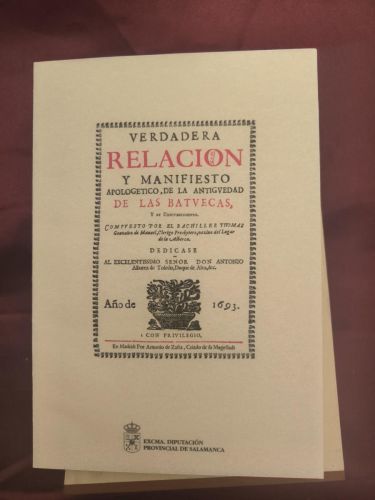 VERDADERA
RELACION
Y MANIFIESTO
APOLOGETICO, DE LA ANTIGVEDAD
DE LAS BATVECAS,
Y SU DESCUBRIMIENTO.
COMPVESTO POR EL BACHILLER THOMAS
Gonzalez de Manuel, Clerigo Presbytero, vezino del Lugar
de la Alberca.
DEDICASE
AL EXCELENTISSIMO SEÑOR DON ANTONIO
Alvarez de Toledo, Duque de Alva, &c.
Año de 1693.
CON PRIVILEGIO,
En Madrid Por Antonio de Zafra, Criado de su Magestad.
EXCMA. DIPUTACIÓN
PROVINCIAL DE SALAMANCA